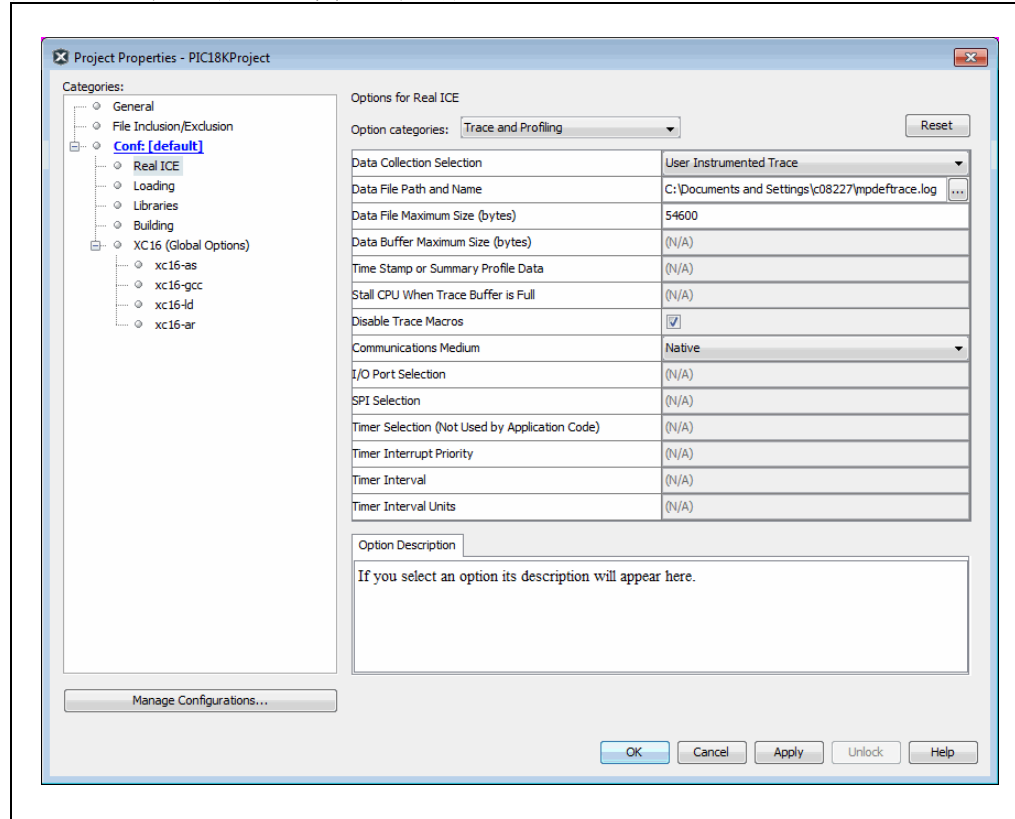 Project Properties - PIC18KProject
Categories:
General
File Inclusion/Exclusion
Conf: [default]
Real ICE
Loading
Libraries
Building
XC16 (Global Options)
xc16-as
xc16-gcc
xc16-ld
xc16-ar
Manage Configurations...
Options for Real ICE
Option categories: Trace and Profiling Reset
Data Collection Selection User Instrumented Trace
Data File Path and Name C:\Documents and Settings\c08227\mpdeftrace.log ...
Data File Maximum Size (bytes) 54600
Data Buffer Maximum Size (bytes) (N/A)
Time Stamp or Summary Profile Data (N/A)
Stall CPU When Trace Buffer is Full (N/A)
Disable Trace Macros
Communications Medium Native
I/O Port Selection (N/A)
SPI Selection (N/A)
Timer Selection (Not Used by Application Code) (N/A)
Timer Interrupt Priority (N/A)
Timer Interval (N/A)
Timer Interval Units (N/A)
Option Description
If you select an option its description will appear here.
OK Cancel Apply Unlock Help